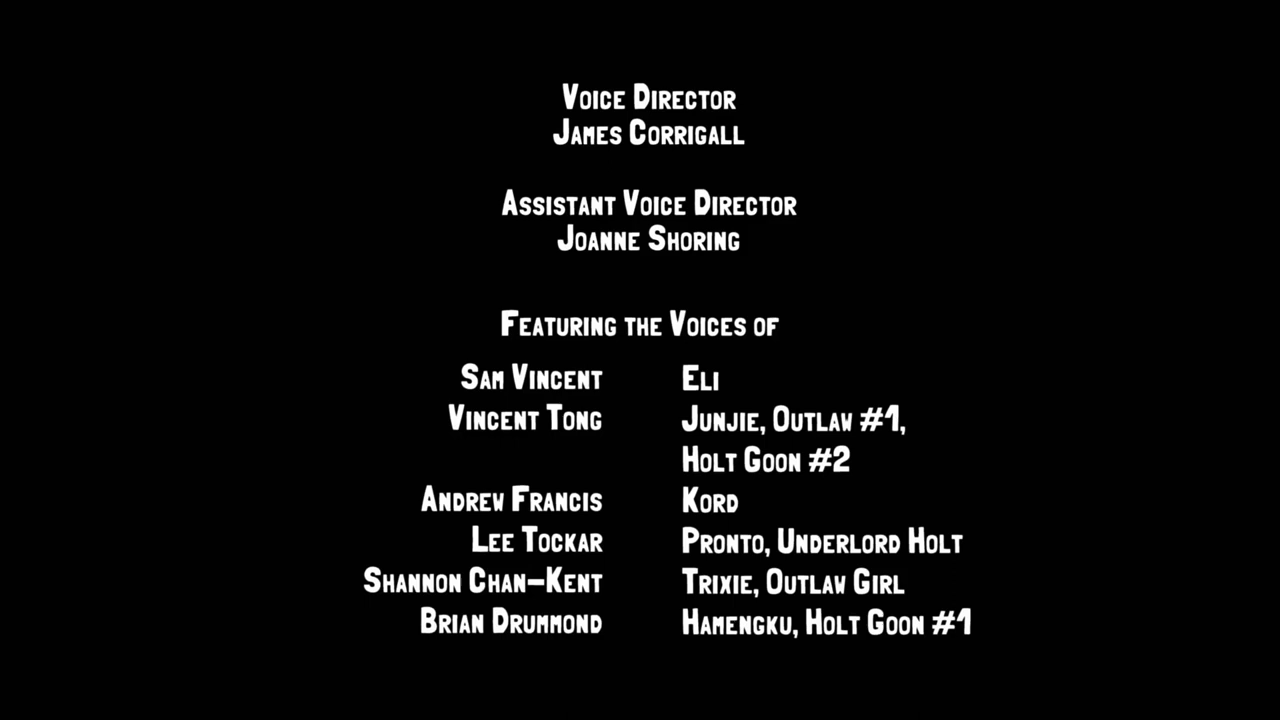 Voice Director
James Corrigall
Assistant Voice Director
Joanne Shoring
Featuring the Voices of
Sam Vincent Eli
Vincent Tong Junjie, Outlaw #1,
Holt Goon #2
Andrew Francis Kord
Lee Tockar Pronto, Underlord Holt
Shannon Chan-Kent Trixie, Outlaw Girl
Brian Drummond Hamengku, Holt Goon #1